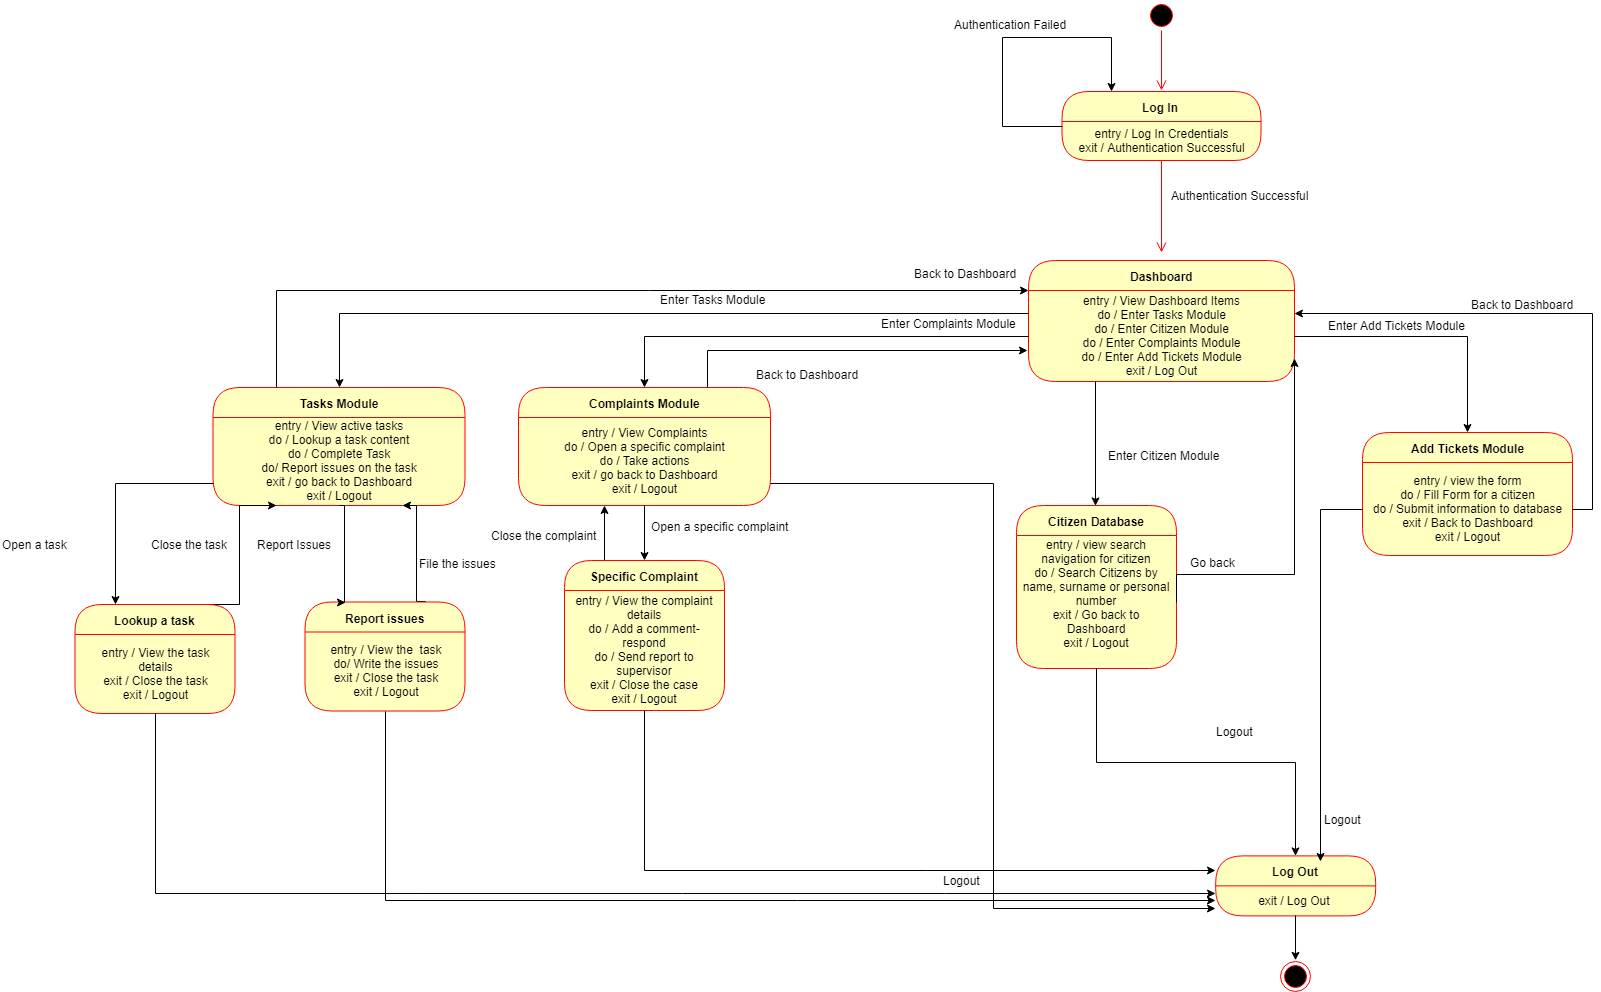 Authentication Failed
Log In
entry / Log In Credentials
exit / Authentication Successful
Authentication Successful
Back to Dashboard
Enter Tasks Module
Enter Complaints Module
Back to Dashboard
Dashboard
entry / View Dashboard Items
do / Enter Tasks Module
do / Enter Citizen Module
do / Enter Complaints Module
do / Enter Add Tickets Module
exit / Log Out
Back to Dashboard
Enter Add Tickets Module
Tasks Module
entry / View active tasks
do / Lookup a task content
do / Complete Task
do/ Report issues on the task
exit / go back to Dashboard
exit / Logout
Complaints Module
entry / View Complaints
do / Open a specific complaint
do / Take actions
exit / go back to Dashboard
exit / Logout
Enter Citizen Module
Add Tickets Module
entry / view the form
do / Fill Form for a citizen
do / Submit information to database
exit / Back to Dashboard
exit / Logout
Open a task
Close the task
Report Issues
File the issues
Close the complaint
Open a specific complaint
Citizen Database
entry / view search
navigation for citizen
do / Search Citizens by
name, surname or personal
number
exit / Go back to
Dashboard
exit / Logout
Go back
Lookup a task
entry / View the task
details
exit / Close the task
exit / Logout
Report issues
entry / View the  task
do/ Write the issues
exit / Close the task
exit / Logout
Specific Complaint
entry / View the complaint
details
do / Add a comment-
respond
do / Send report to
supervisor
exit / Close the case
exit / Logout
Logout
Logout
Logout
Log Out
exit / Log Out